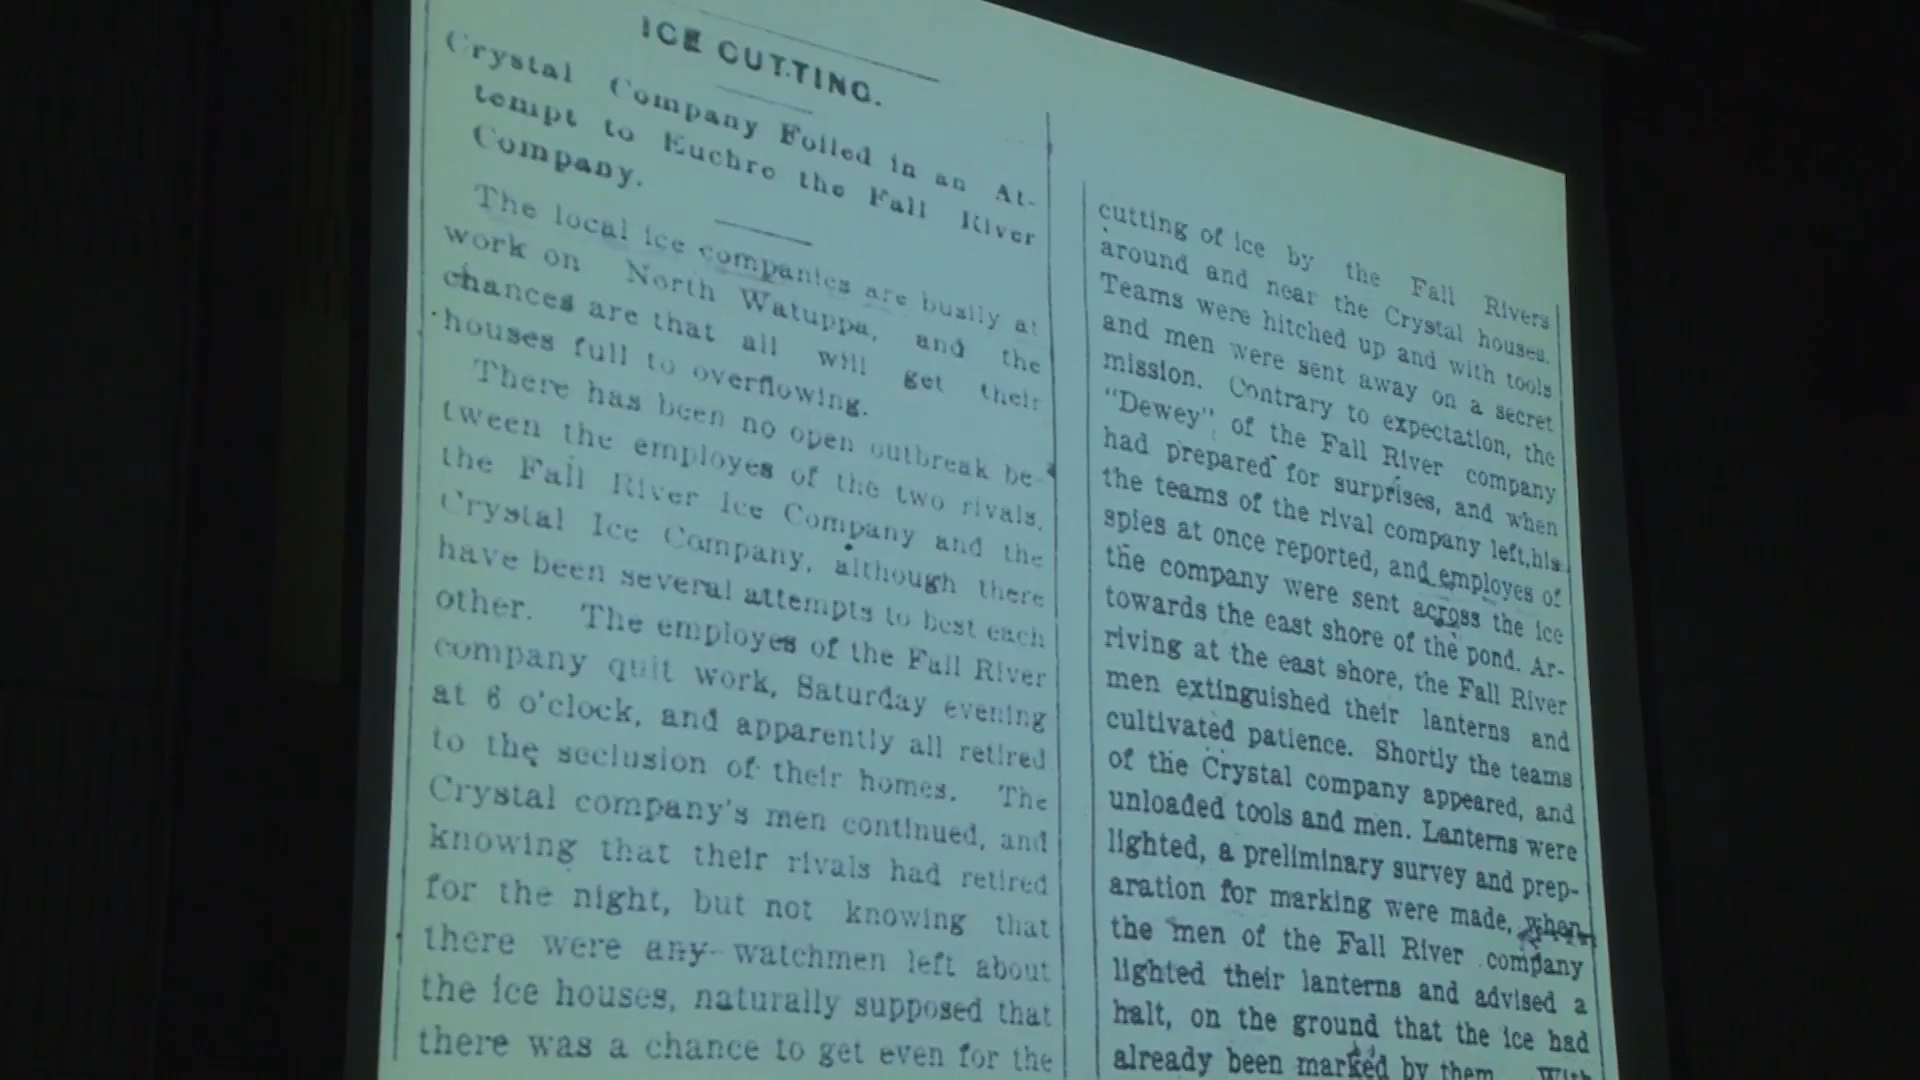 ICE CUTTING.
Crystal Company Foiled in an At-
tempt to Euchre the Fall River
Company.
The local ice companies are busily at
work on North Watuppa, and the
chances are that all will get their
houses full to overflowing.
There has been no open outbreak be-
tween the employes of the two rivals,
the Fall River Ice Company and the
Crystal Ice Company, although there
have been several attempts to best each
other. The employes of the Fall River
company quit work, Saturday evening
at 6 o'clock, and apparently all retired
to the seclusion of their homes. The
Crystal company's men continued, and
knowing that their rivals had retired
for the night, but not knowing that
there were any watchmen left about
the ice houses, naturally supposed that
there was a chance to get even for the
cutting of ice by the Fall Rivers
around and near the Crystal houses.
Teams were hitched up and with tools
and men were sent away on a secret
mission. Contrary to expectation, the
"Dewey" of the Fall River company
had prepared for surprises, and when
the teams of the rival company left, his
spies at once reported, and employes of
the company were sent across the ice
towards the east shore of the pond. Ar-
riving at the east shore, the Fall River
men extinguished their lanterns and
cultivated patience. Shortly the teams
of the Crystal company appeared, and
unloaded tools and men. Lanterns were
lighted, a preliminary survey and prep-
aration for marking were made, when
the men of the Fall River company
lighted their lanterns and advised a
halt, on the ground that the ice had
already been marked by them. With